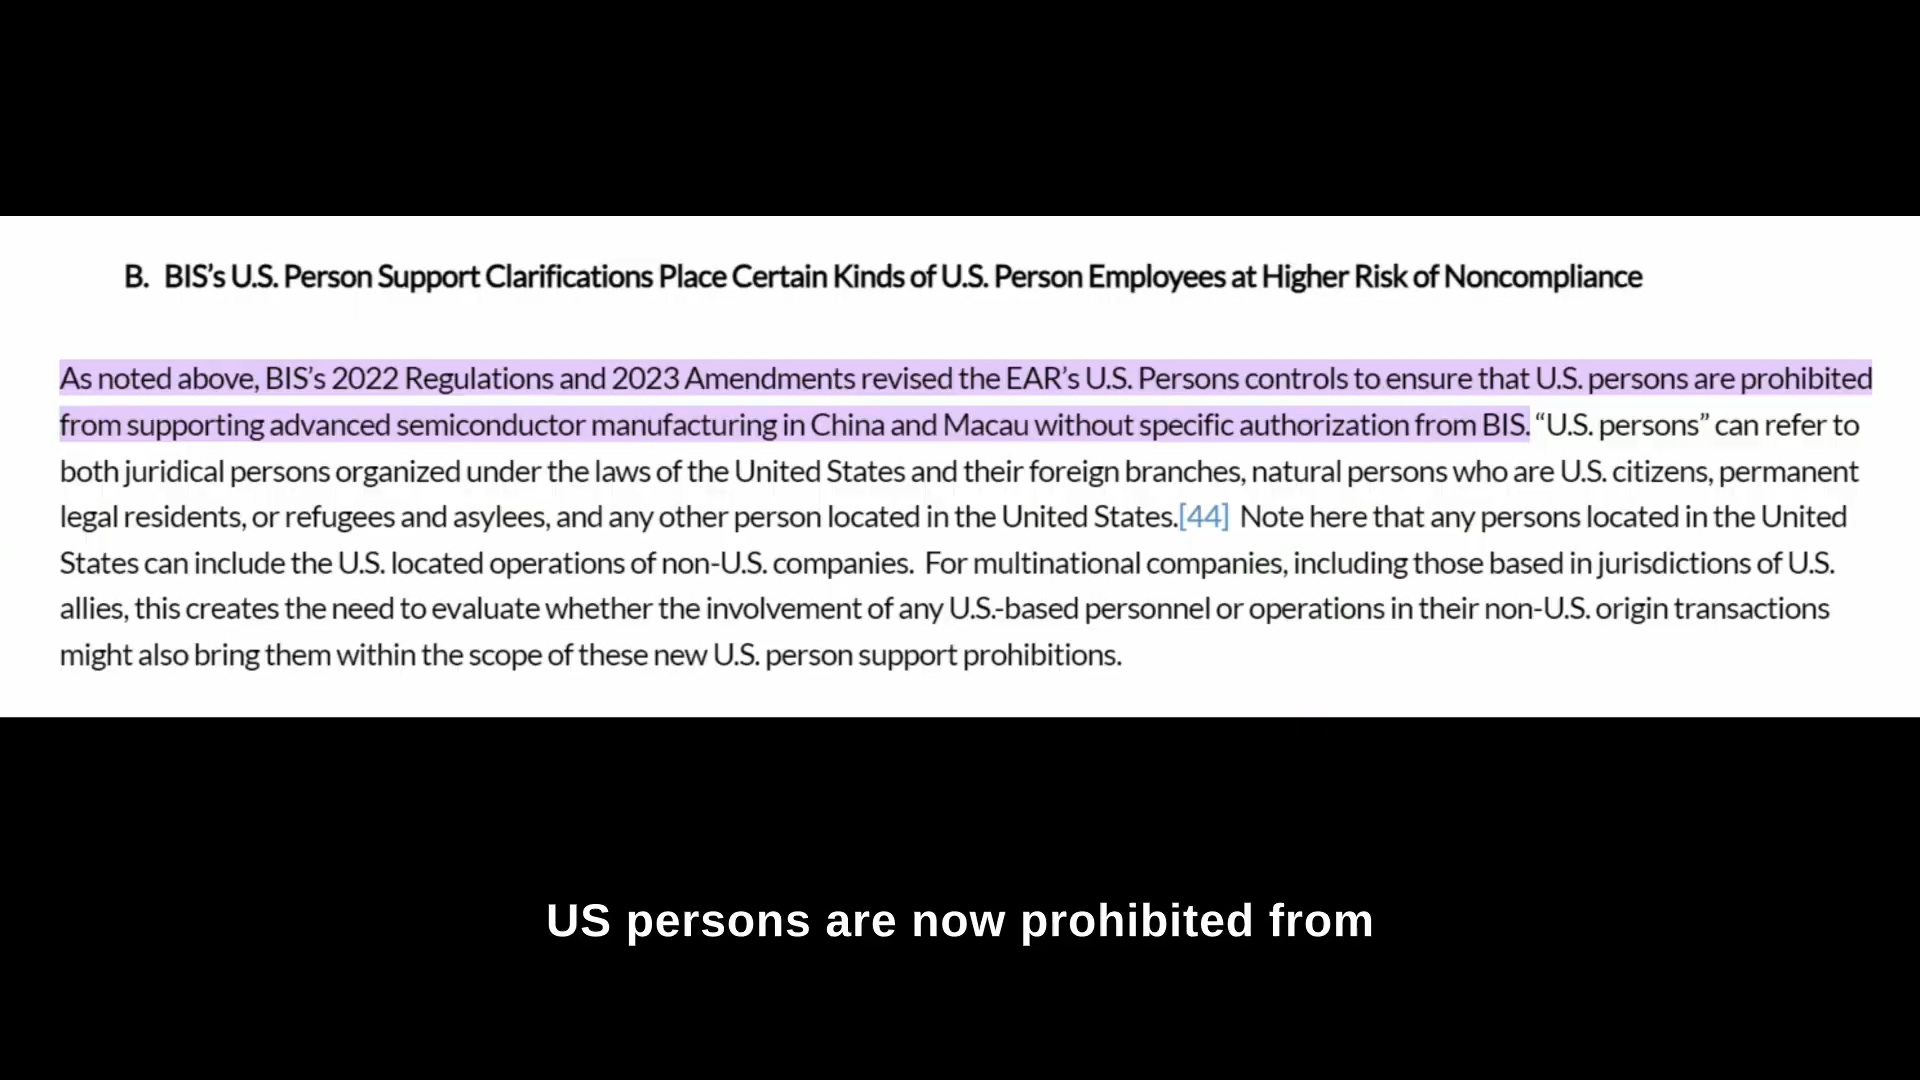 B. BIS’s U.S. Person Support Clarifications Place Certain Kinds of U.S. Person Employees at Higher Risk of Noncompliance
As noted above, BIS’s 2022 Regulations and 2023 Amendments revised the EAR’s U.S. Persons controls to ensure that U.S. persons are prohibited
from supporting advanced semiconductor manufacturing in China and Macau without specific authorization from BIS. “U.S. persons” can refer to
both juridical persons organized under the laws of the United States and their foreign branches, natural persons who are U.S. citizens, permanent
legal residents, or refugees and asylees, and any other person located in the United States.[44] Note here that any persons located in the United
States can include the U.S. located operations of non-U.S. companies. For multinational companies, including those based in jurisdictions of U.S.
allies, this creates the need to evaluate whether the involvement of any U.S.-based personnel or operations in their non-U.S. origin transactions
might also bring them within the scope of these new U.S. person support prohibitions.
US persons are now prohibited from